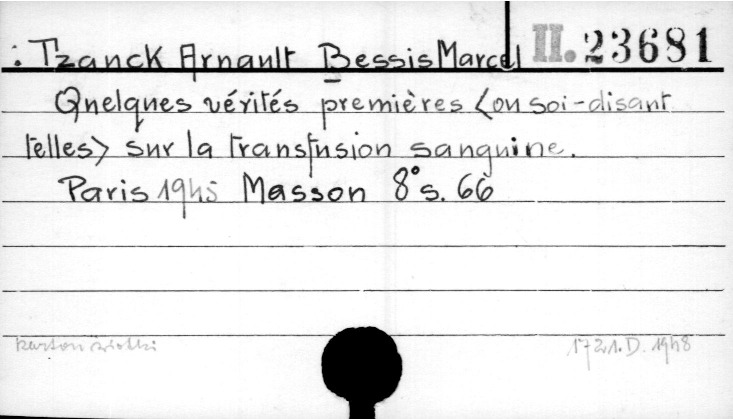 : Tzanck Arnault Bessis Marcel II. 23681
Quelques vérités premières <ou soi-disant
telles> sur la transfusion sanguine.
Paris 1945 Masson 8° s. 66
1721.D. 1948